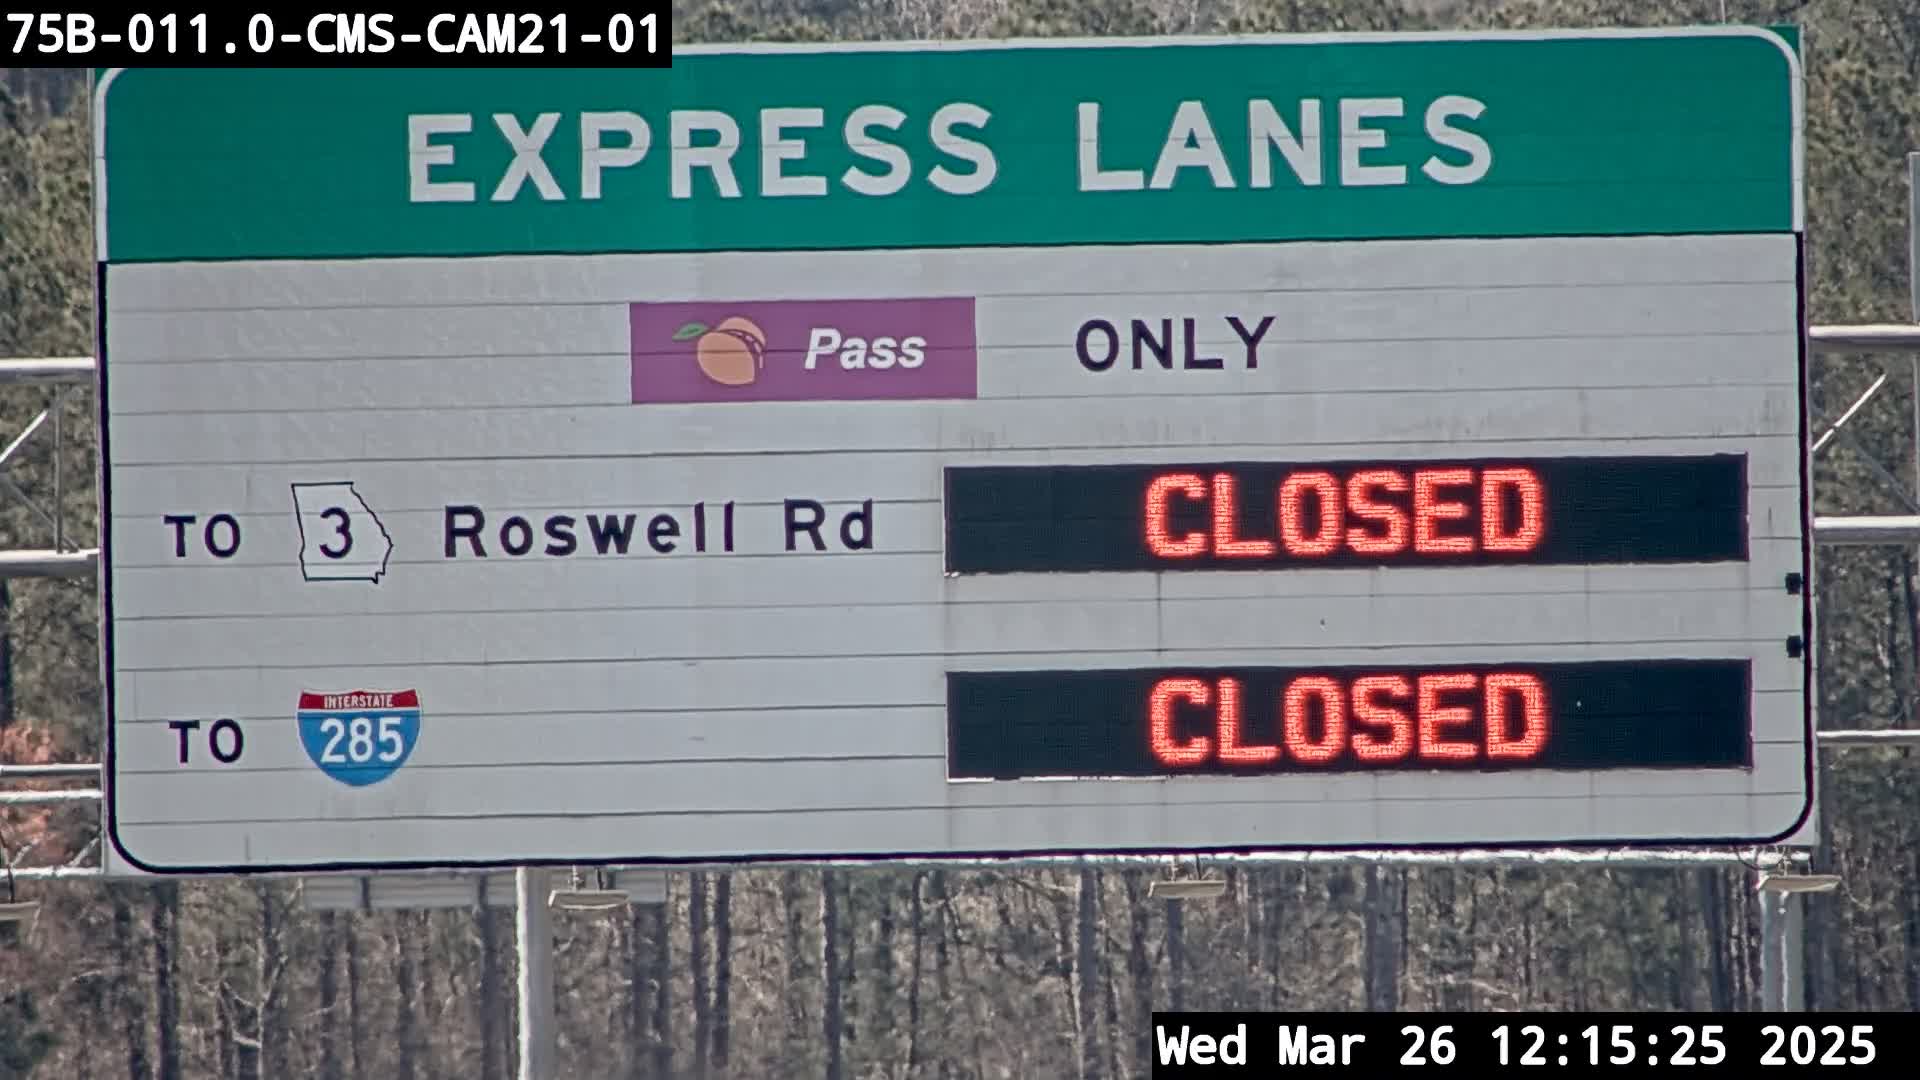 75B-011.0-CMS-CAM21-01
EXPRESS LANES
Pass ONLY
TO 3 Roswell Rd CLOSED
INTERSTATE
TO 285 CLOSED
Wed Mar 26 12:15:25 2025